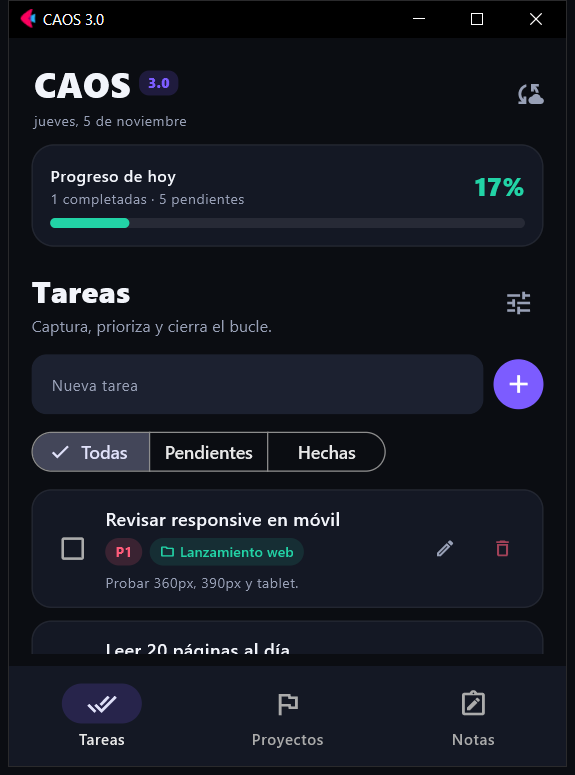 CAOS 3.0
CAOS 3.0
jueves, 5 de noviembre
Progreso de hoy
1 completadas · 5 pendientes
17%
Tareas
Captura, prioriza y cierra el bucle.
Nueva tarea
Todas Pendientes Hechas
Revisar responsive en móvil
P1 Lanzamiento web
Probar 360px, 390px y tablet.
Leer 20 páginas al día
Tareas Proyectos Notas